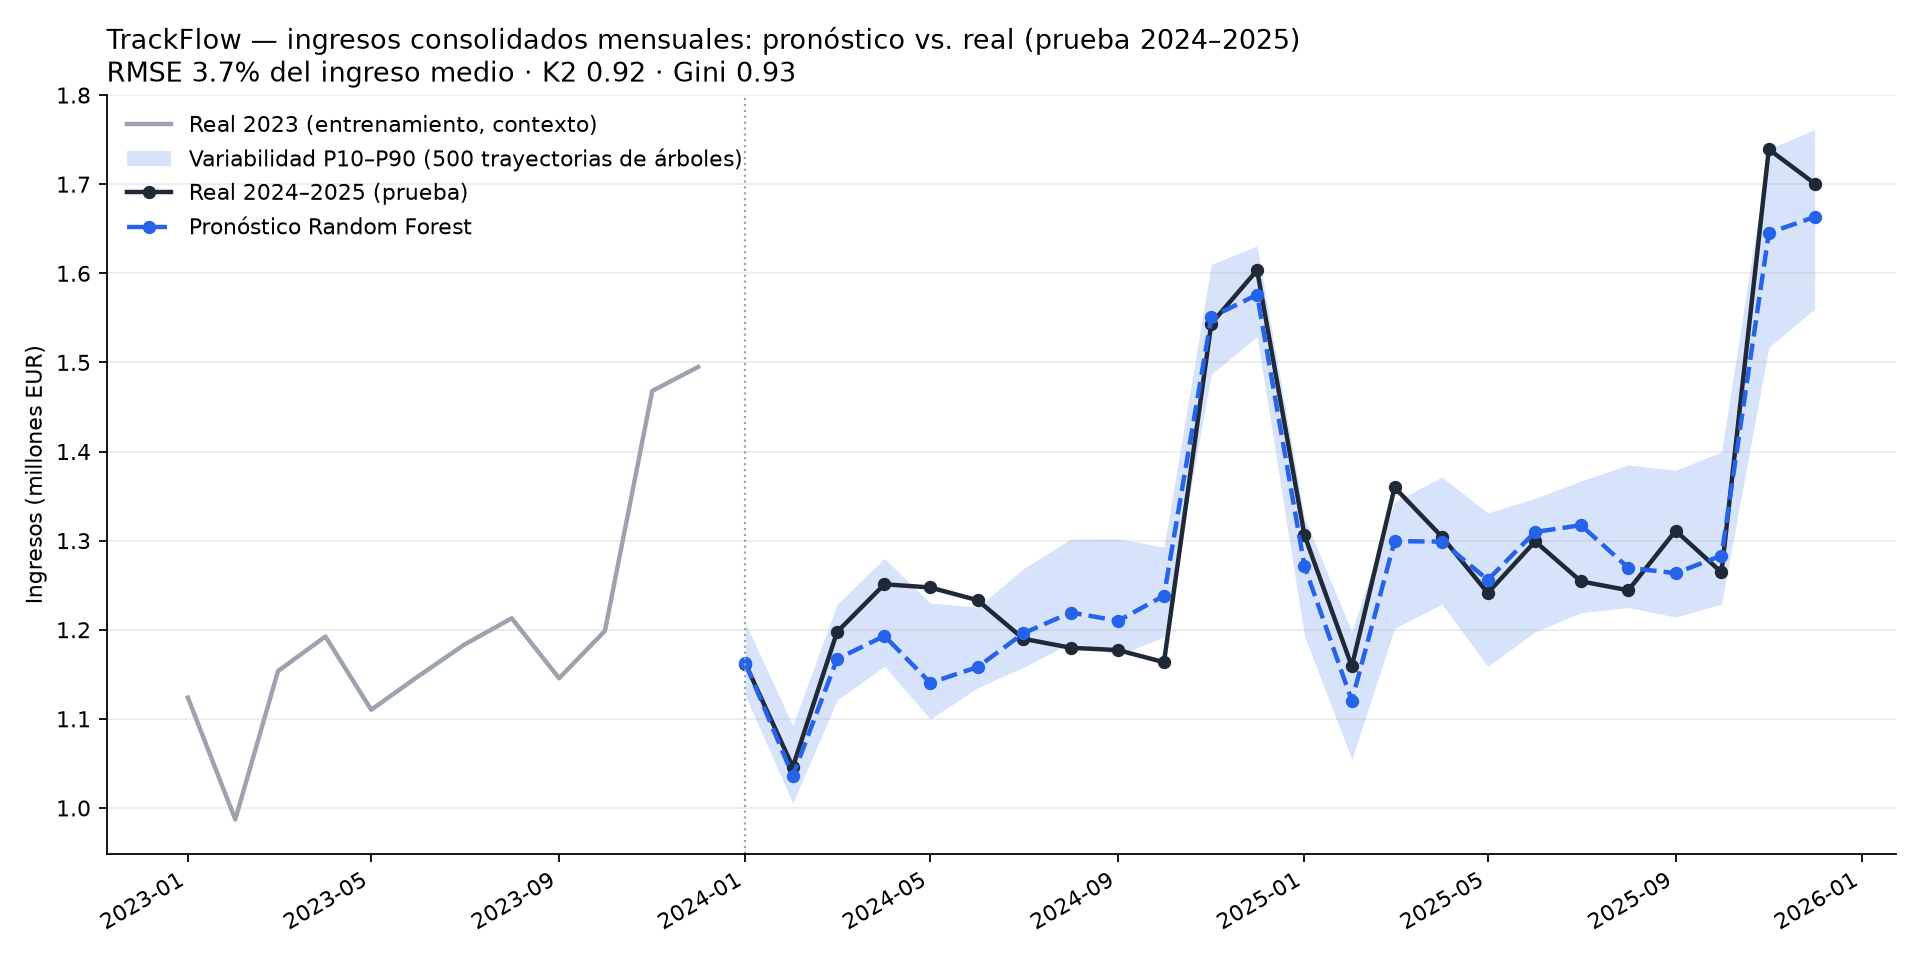 TrackFlow — ingresos consolidados mensuales: pronóstico vs. real (prueba 2024–2025)
RMSE 3.7% del ingreso medio · K2 0.92 · Gini 0.93
Real 2023 (entrenamiento, contexto)
Variabilidad P10–P90 (500 trayectorias de árboles)
Real 2024–2025 (prueba)
Pronóstico Random Forest
Ingresos (millones EUR)
1.8
1.7
1.6
1.5
1.4
1.3
1.2
1.1
1.0
2023-01
2023-05
2023-09
2024-01
2024-05
2024-09
2025-01
2025-05
2025-09
2026-01